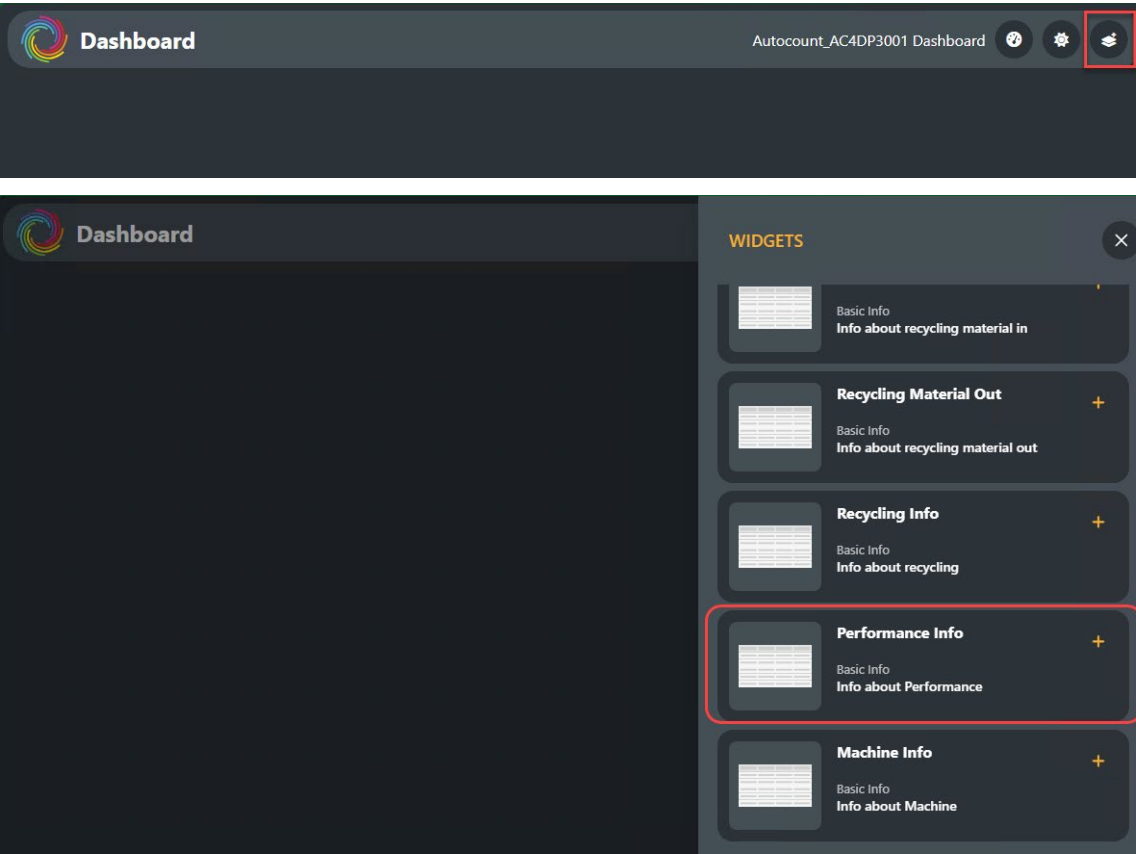 Dashboard
Autocount_AC4DP3001 Dashboard
Dashboard
WIDGETS
Basic Info
Info about recycling material in
Recycling Material Out
Basic Info
Info about recycling material out
Recycling Info
Basic Info
Info about recycling
Performance Info
Basic Info
Info about Performance
Machine Info
Basic Info
Info about Machine